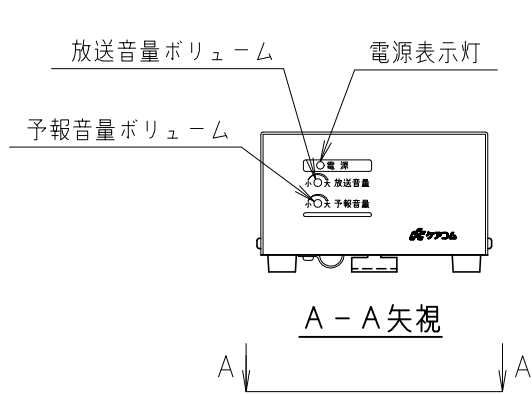 放送音量ボリューム
電源表示灯
予報音量ボリューム
電源
小 大 放送音量
小 大 予報音量
ケアコム
A－A矢視
A A